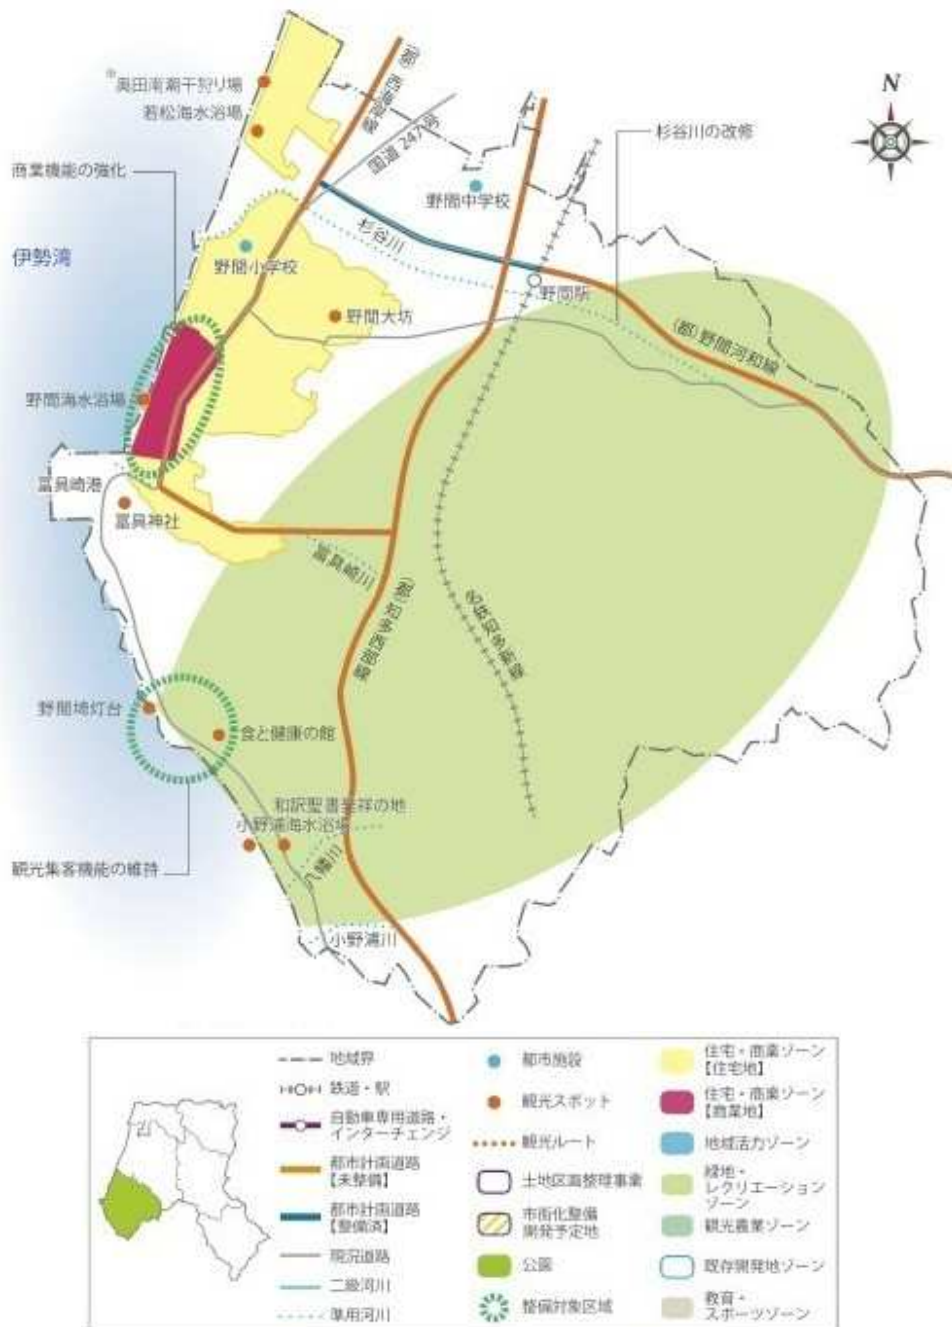 N
奥田南潮干狩り場
若松海水浴場
(都) 西海岸線
国道 247号
杉谷川の改修
商業機能の強化
野間中学校
伊勢湾
杉谷川
野間小学校
野間駅
野間大坊
(都) 野間河和線
野間海水浴場
冨具崎港
冨具神社
冨具崎川
(都) 知多西部線
名鉄知多新線
野間埼灯台
食と健康の館
和訳聖書発祥の地
小野浦海水浴場
八幡川
観光集客機能の維持
小野浦川
地域界
鉄道・駅
自動車専用道路・
インターチェンジ
都市計画道路
【未整備】
都市計画道路
【整備済】
現況道路
二級河川
準用河川
都市施設
観光スポット
観光ルート
土地区画整理事業
市街化整備
開発予定地
公園
整備対象区域
住宅・商業ゾーン
【住宅地】
住宅・商業ゾーン
【商業地】
地域活力ゾーン
緑地・
レクリエーション
ゾーン
観光農業ゾーン
既存開発地ゾーン
教育・
スポーツゾーン